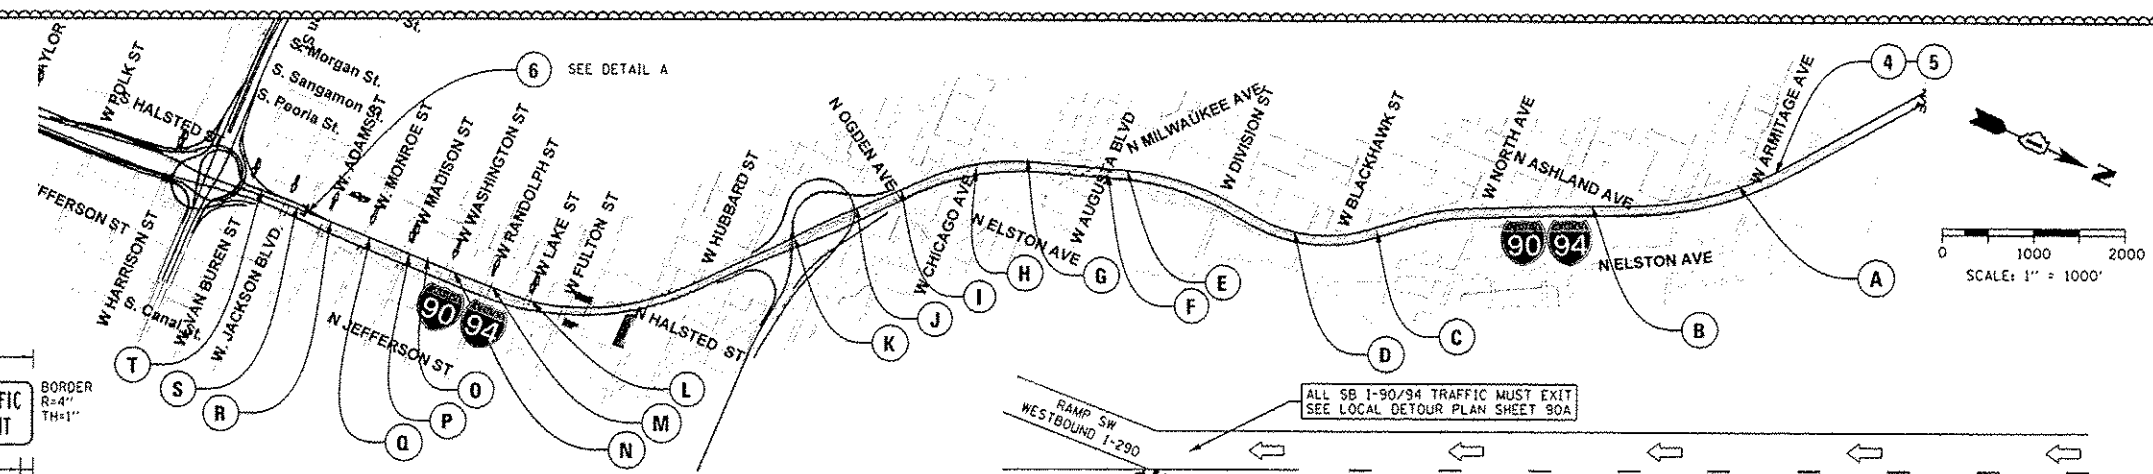 St.
S. Morgan St.
S. Sangamon St.
S. Peoria St.
W POLK ST
S HALSTED ST
6 SEE DETAIL A
W. ADAMS ST
W. MONROE ST
W MADISON ST
W WASHINGTON ST
W RANDOLPH ST
W LAKE ST
W FULTON ST
W HUBBARD ST
N OGDEN AVE
W CHICAGO AVE
N ELSTON AVE
W AUGUSTA BLVD
N MILWAUKEE AVE
W DIVISION ST
W BLACKHAWK ST
W NORTH AVE
N ASHLAND AVE
W ARMITAGE AVE
4 5
N
0 1000 2000
SCALE: 1" = 1000'
90 94
N ELSTON AVE
W HARRISON ST
S. Canal St.
W VAN BUREN ST
W. JACKSON BLVD.
N JEFFERSON ST
90 94
N HALSTED ST
T
S
R
Q
P
O
N
M
L
K
J
I
H
G
F
E
D
C
B
A
BORDER
R=4"
TH=1"
RAMP SW
WESTBOUND I-290
ALL SB I-90/94 TRAFFIC MUST EXIT
SEE LOCAL DETOUR PLAN SHEET 90A